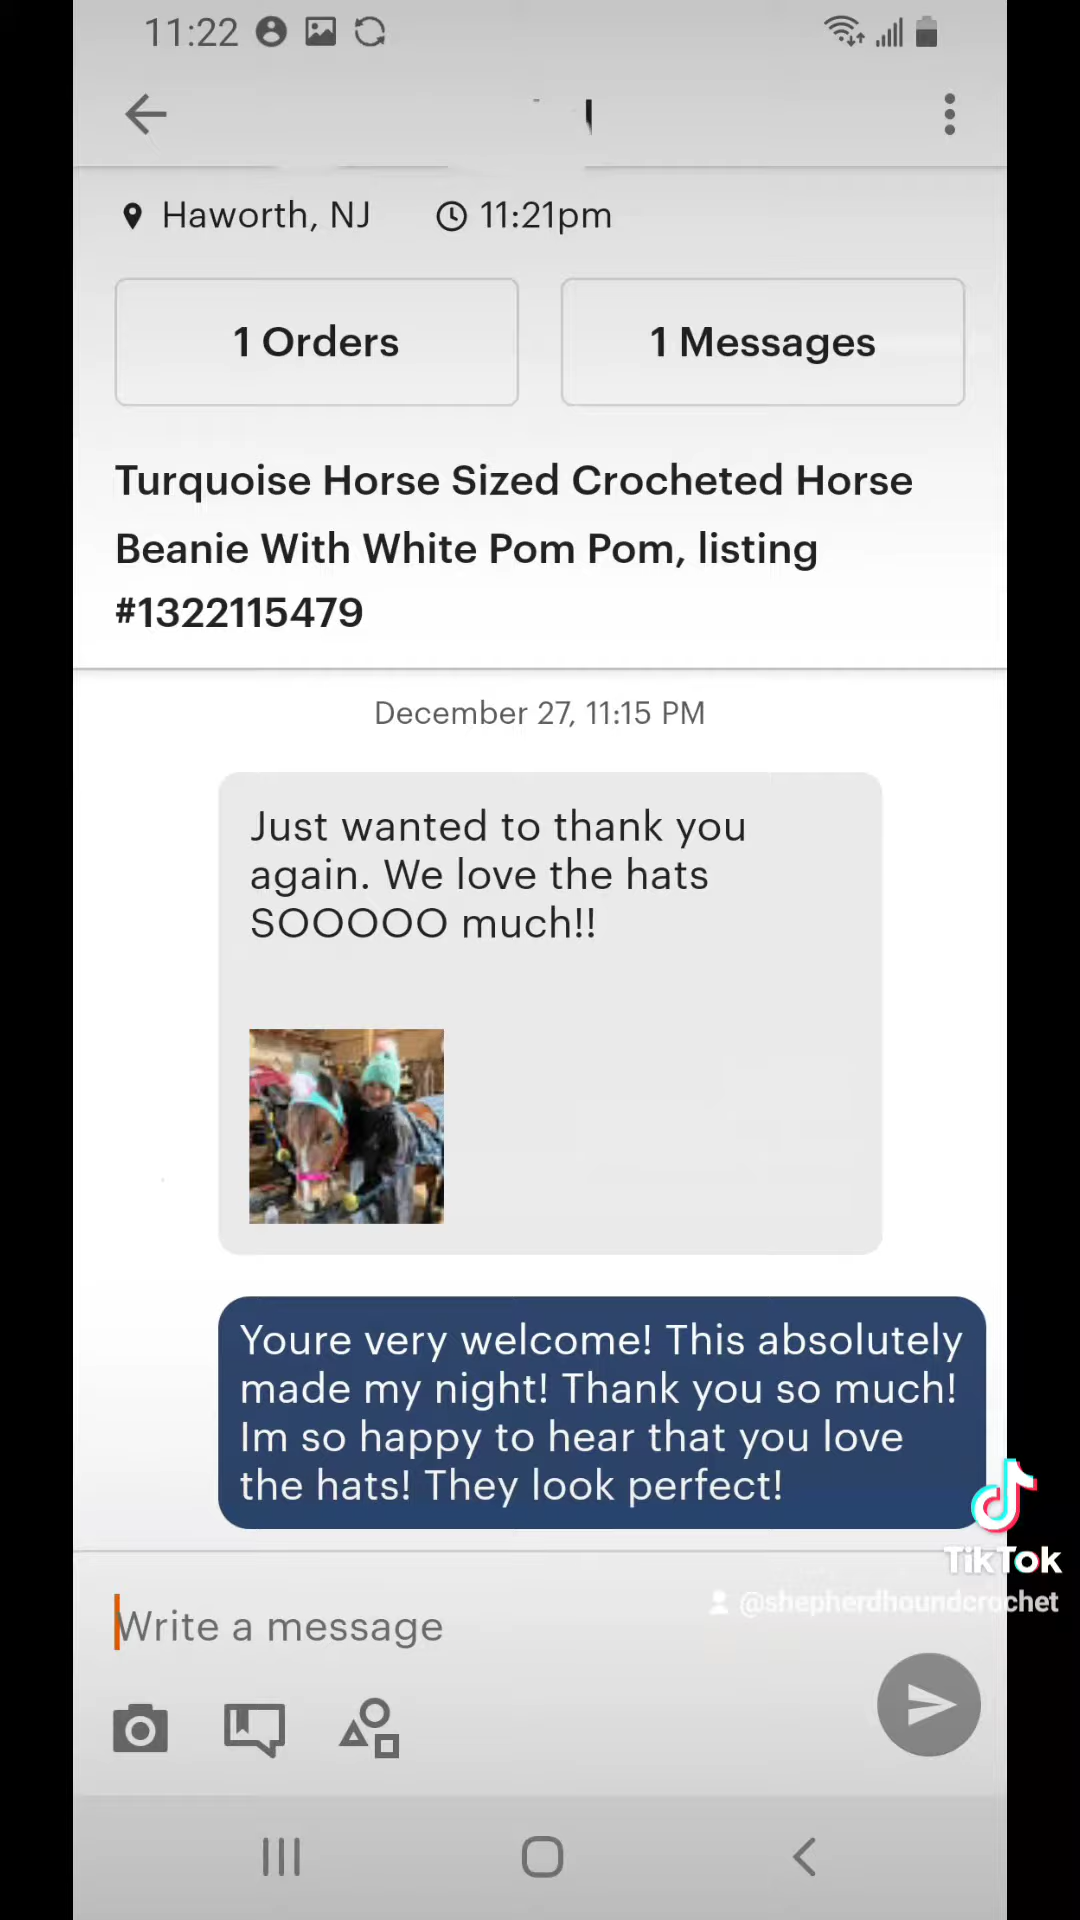 11:22
Haworth, NJ 11:21pm
1 Orders 1 Messages
Turquoise Horse Sized Crocheted Horse
Beanie With White Pom Pom, listing
#1322115479
December 27, 11:15 PM
Just wanted to thank you
again. We love the hats
SOOOOO much!!
Youre very welcome! This absolutely
made my night! Thank you so much!
Im so happy to hear that you love
the hats! They look perfect!
TikTok
@shepherdhoundcrochet
Write a message